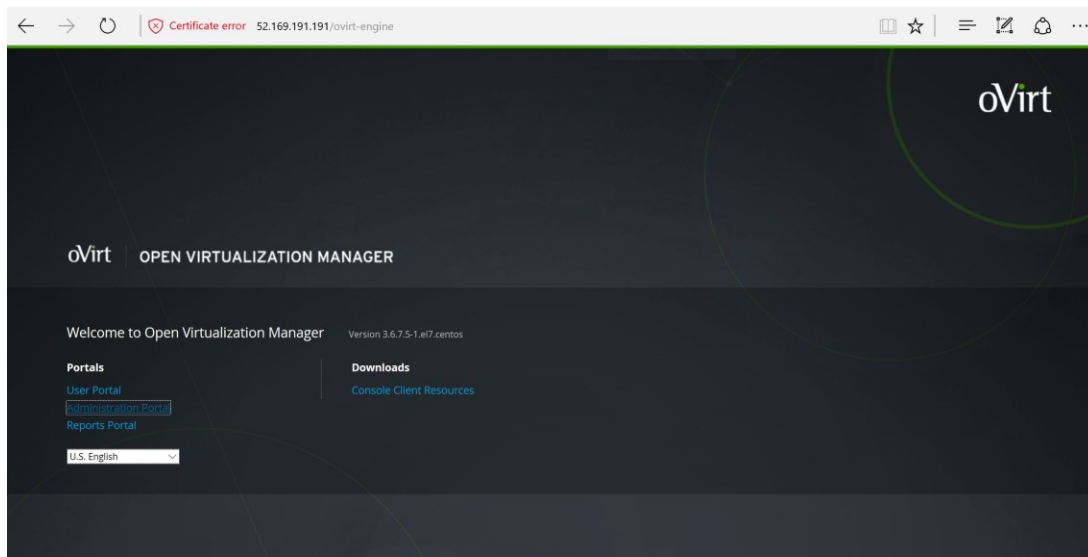 Certificate error 52.169.191.191/ovirt-engine
oVirt
oVirt OPEN VIRTUALIZATION MANAGER
Welcome to Open Virtualization Manager Version 3.6.7.5-1.el7.centos
Portals
User Portal
Administration Portal
Reports Portal
U.S. English
Downloads
Console Client Resources